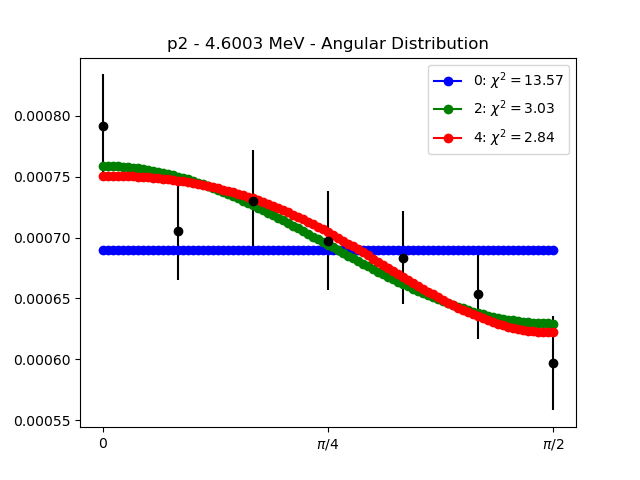 p2 - 4.6003 MeV - Angular Distribution
0: χ² = 13.57
2: χ² = 3.03
4: χ² = 2.84
0.00080
0.00075
0.00070
0.00065
0.00060
0.00055
0
π/4
π/2